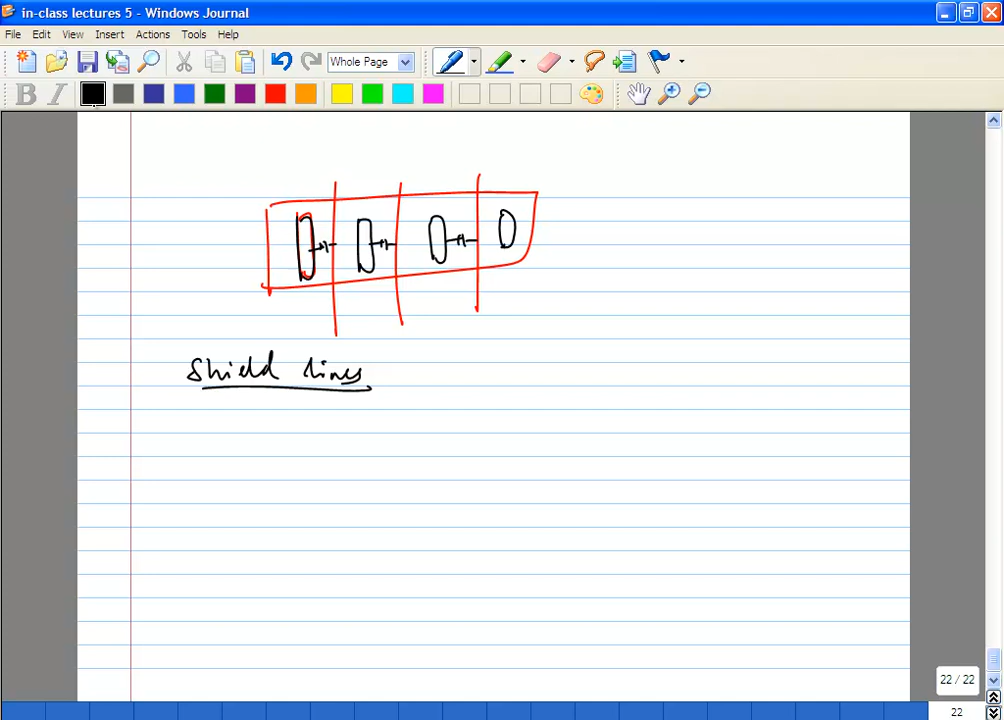 in-class lectures 5 - Windows Journal
File Edit View Insert Actions Tools Help
Whole Page
B I
Shield lines
22 / 22
22